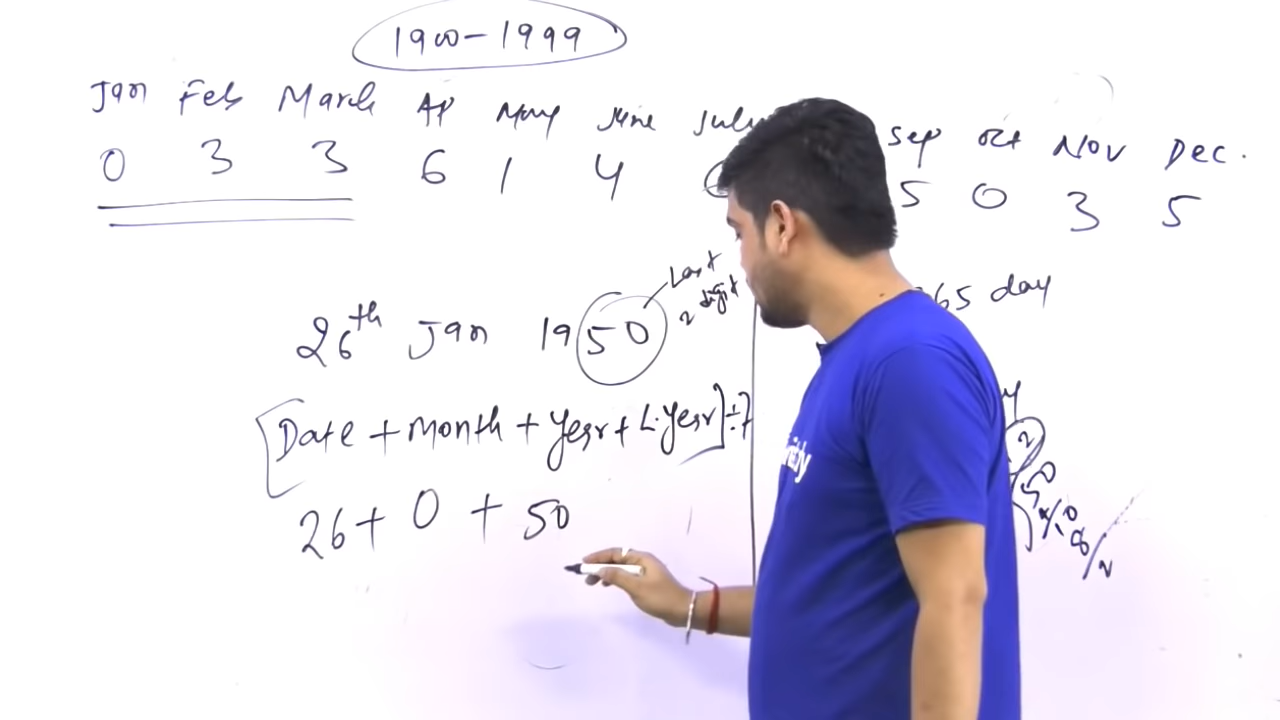 1900-1999
Jan Feb March AP May June July Sep Oct Nov Dec.
0 3 3 6 1 4 5 0 3 5
Last
2 digit
365 day
26th Jan 1950
[Date + Month + Year + L.Year] ÷ 7
26 + 0 + 50